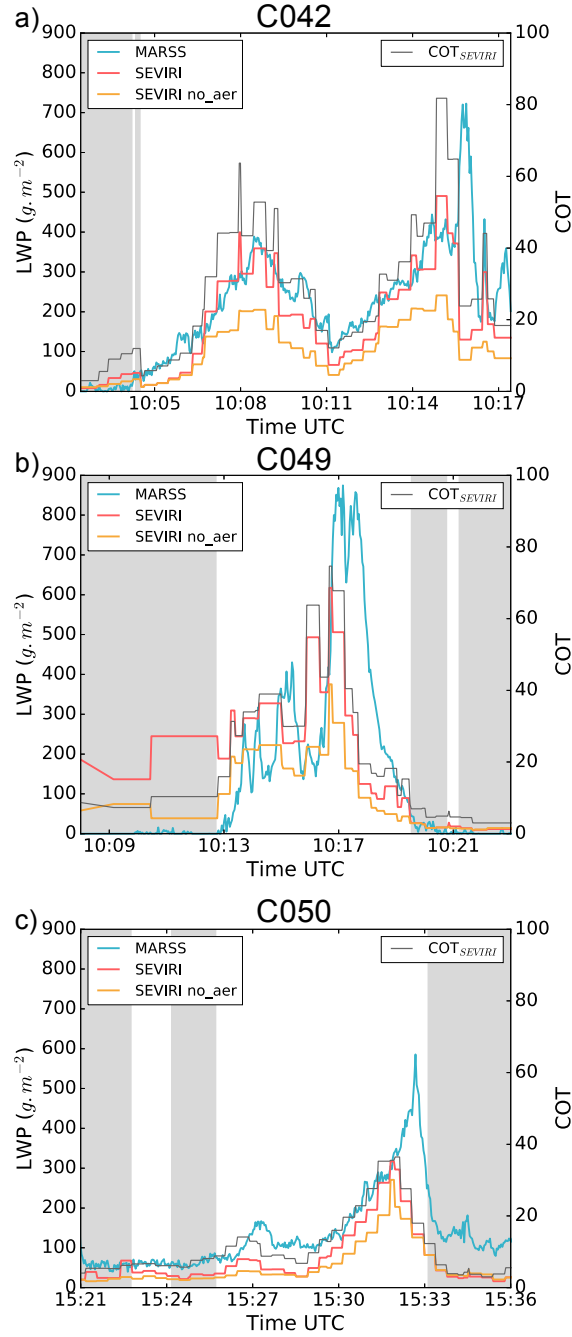 a) C042
MARSS
SEVIRI
SEVIRI no_aer
COT_SEVIRI
900
800
700
600
500
400
300
200
100
0
LWP (g.m⁻²)
100
80
60
40
20
0
COT
10:05 10:08 10:11 10:14 10:17
Time UTC
b) C049
MARSS
SEVIRI
SEVIRI no_aer
COT_SEVIRI
900
800
700
600
500
400
300
200
100
0
LWP (g.m⁻²)
100
80
60
40
20
0
COT
10:09 10:13 10:17 10:21
Time UTC
c) C050
MARSS
SEVIRI
SEVIRI no_aer
COT_SEVIRI
900
800
700
600
500
400
300
200
100
0
LWP (g.m⁻²)
100
80
60
40
20
0
COT
15:21 15:24 15:27 15:30 15:33 15:36
Time UTC